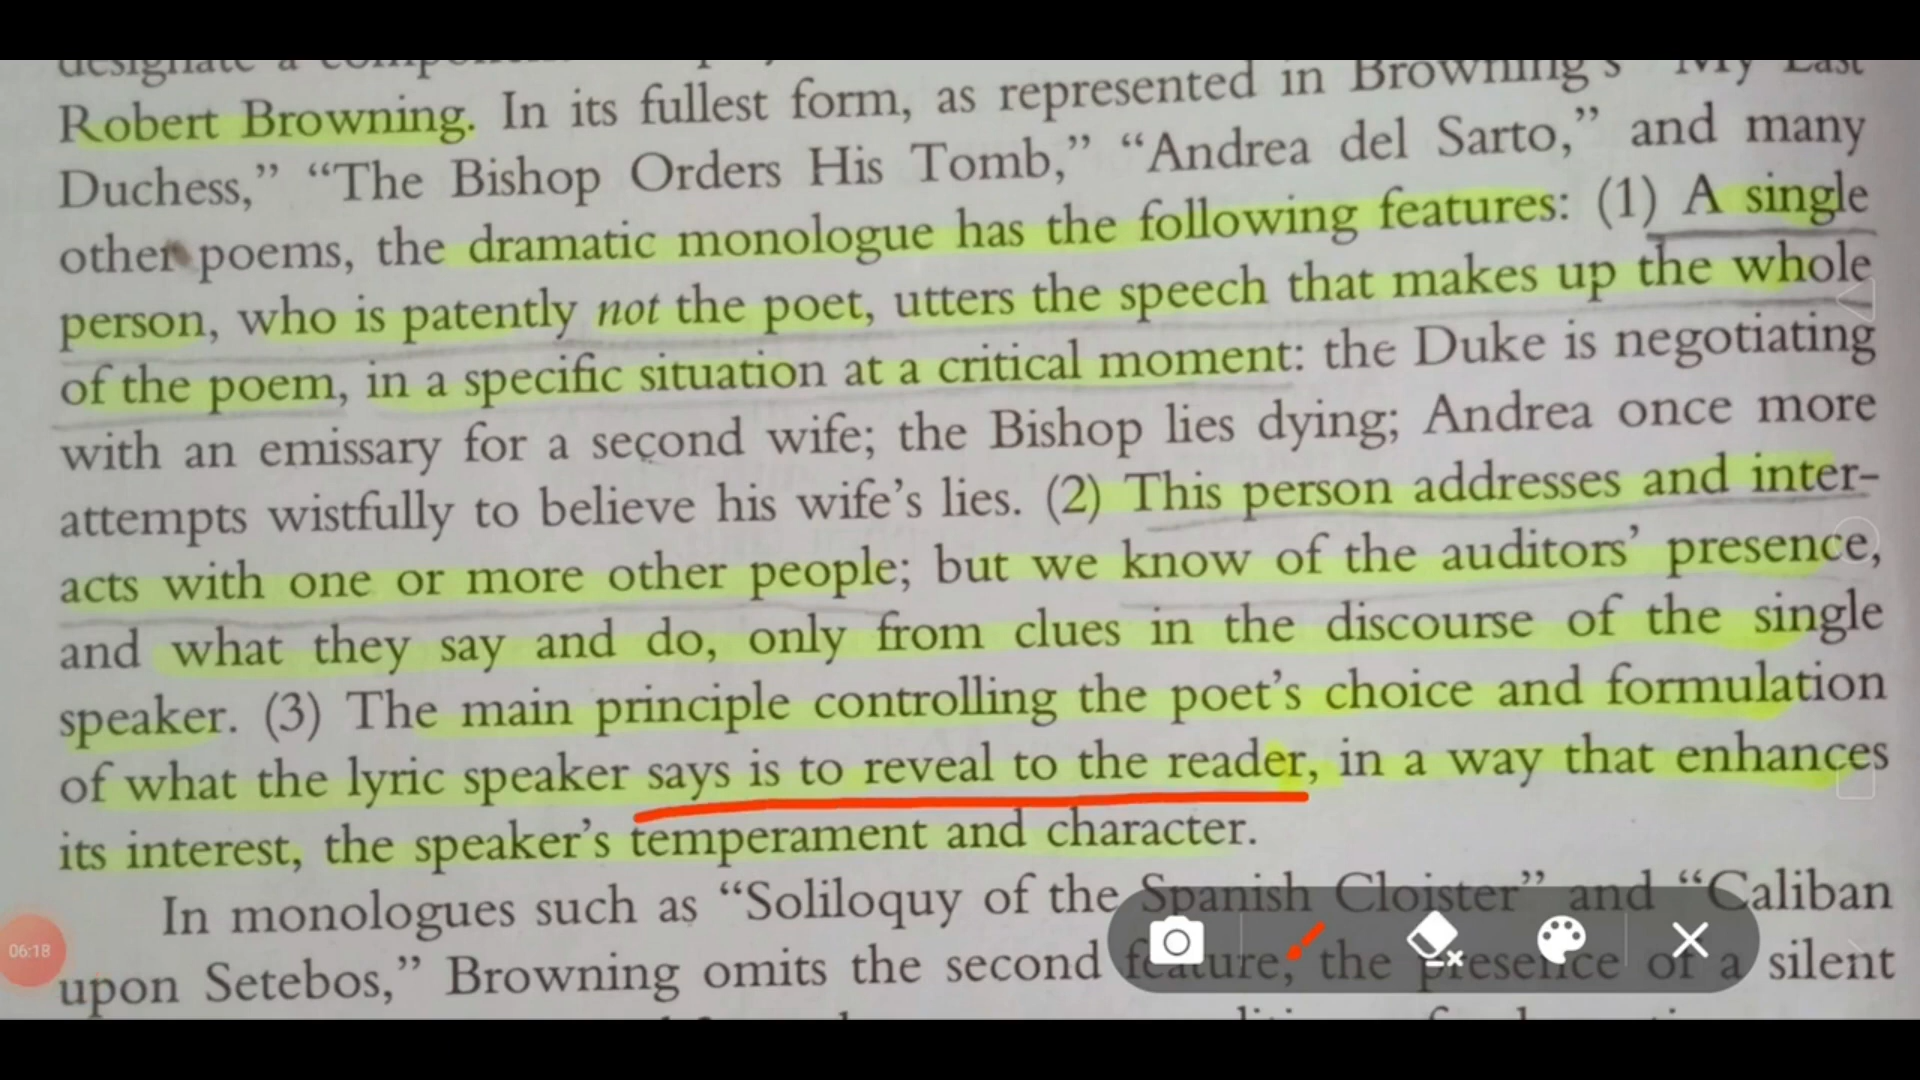 designate a
Robert Browning. In its fullest form, as represented in Browning's "My Last
Duchess," "The Bishop Orders His Tomb," "Andrea del Sarto," and many
other poems, the dramatic monologue has the following features: (1) A single
person, who is patently not the poet, utters the speech that makes up the whole
of the poem, in a specific situation at a critical moment: the Duke is negotiating
with an emissary for a second wife; the Bishop lies dying; Andrea once more
attempts wistfully to believe his wife's lies. (2) This person addresses and inter-
acts with one or more other people; but we know of the auditors' presence,
and what they say and do, only from clues in the discourse of the single
speaker. (3) The main principle controlling the poet's choice and formulation
of what the lyric speaker says is to reveal to the reader, in a way that enhances
its interest, the speaker's temperament and character.
In monologues such as "Soliloquy of the Spanish Cloister" and "Caliban
upon Setebos," Browning omits the second feature, the presence of a silent
06:18